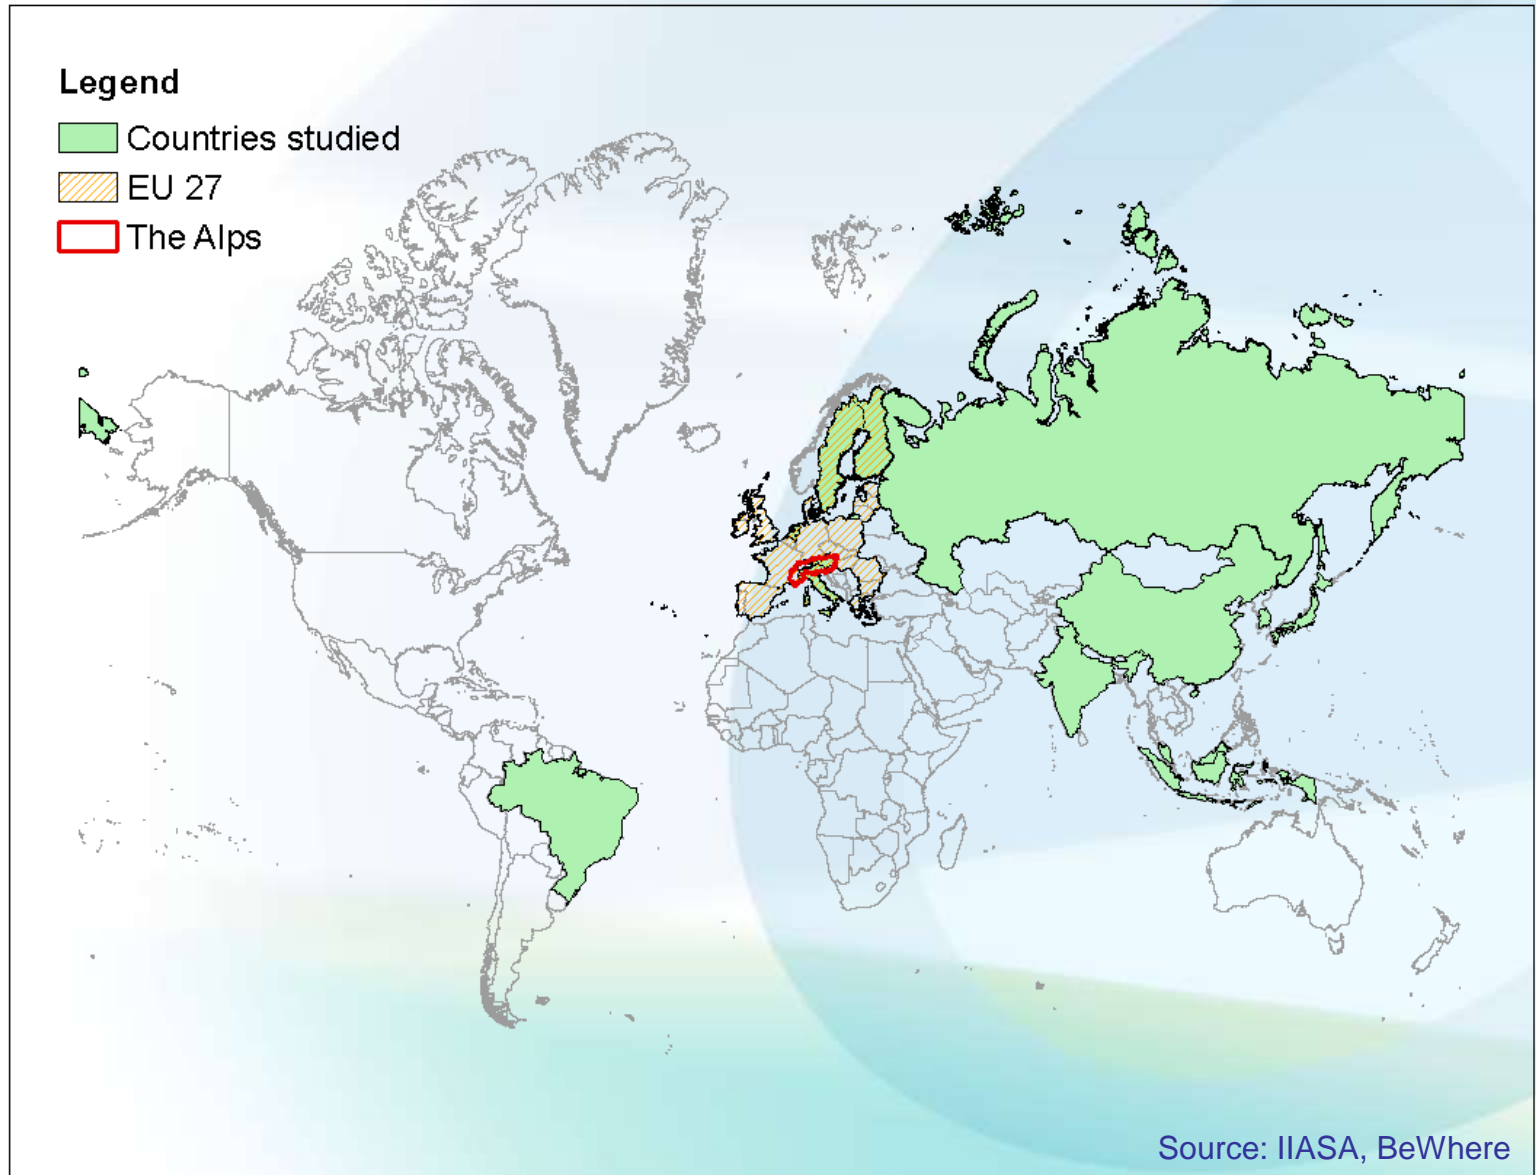 Legend
Countries studied
EU 27
The Alps
Source: IIASA, BeWhere